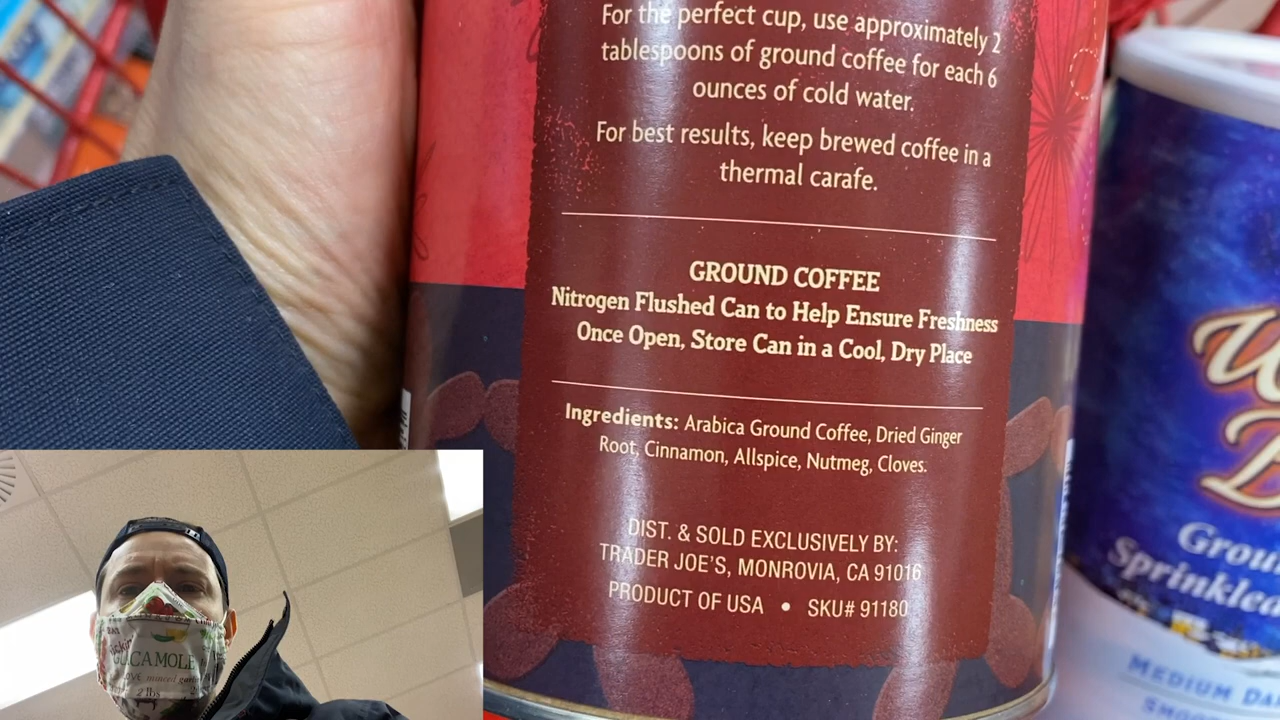 For the perfect cup, use approximately 2
tablespoons of ground coffee for each 6
ounces of cold water.
For best results, keep brewed coffee in a
thermal carafe.
GROUND COFFEE
Nitrogen Flushed Can to Help Ensure Freshness
Once Open, Store Can in a Cool, Dry Place
Ingredients: Arabica Ground Coffee, Dried Ginger
Root, Cinnamon, Allspice, Nutmeg, Cloves.
DIST. & SOLD EXCLUSIVELY BY:
TRADER JOE'S, MONROVIA, CA 91016
PRODUCT OF USA • SKU# 91180
MEDIUM
GUACAMOLE
minced
2 lbs